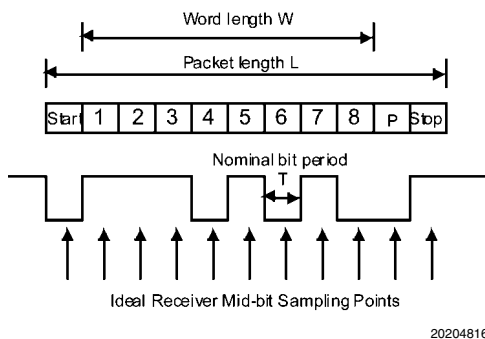 Word length W
Packet length L
Start 1 2 3 4 5 6 7 8 P Stop
Nominal bit period
T
Ideal Receiver Mid-bit Sampling Points
20204816